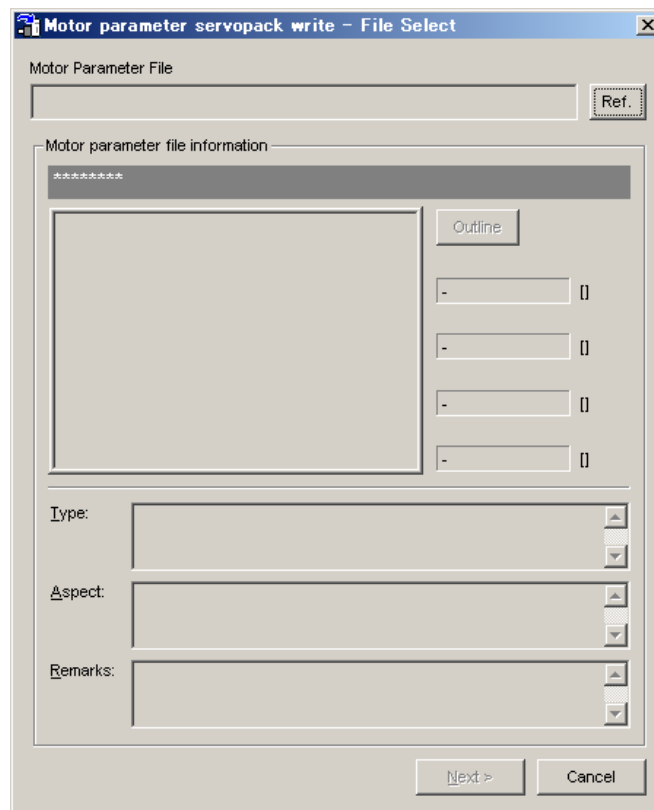 Motor parameter servopack write - File Select
Motor Parameter File
Ref.
Motor parameter file information
********
Outline
- []
- []
- []
- []
Type:
Aspect:
Remarks:
Next >
Cancel